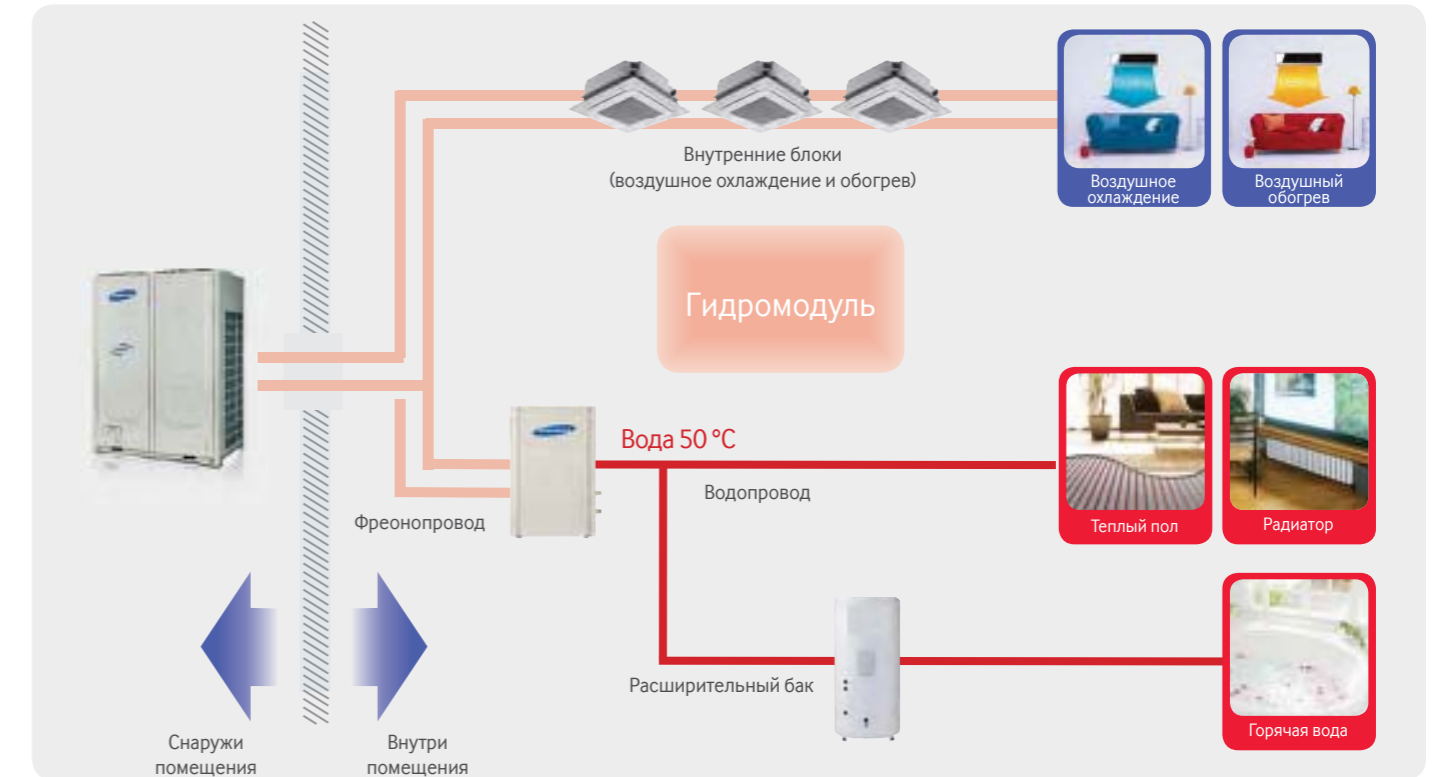 Внутренние блоки
(воздушное охлаждение и обогрев)
Воздушное
охлаждение
Воздушный
обогрев
Гидромодуль
Вода 50 °C
Водопровод
Фреонопровод
Теплый пол
Радиатор
Расширительный бак
Горячая вода
Снаружи
помещения
Внутри
помещения